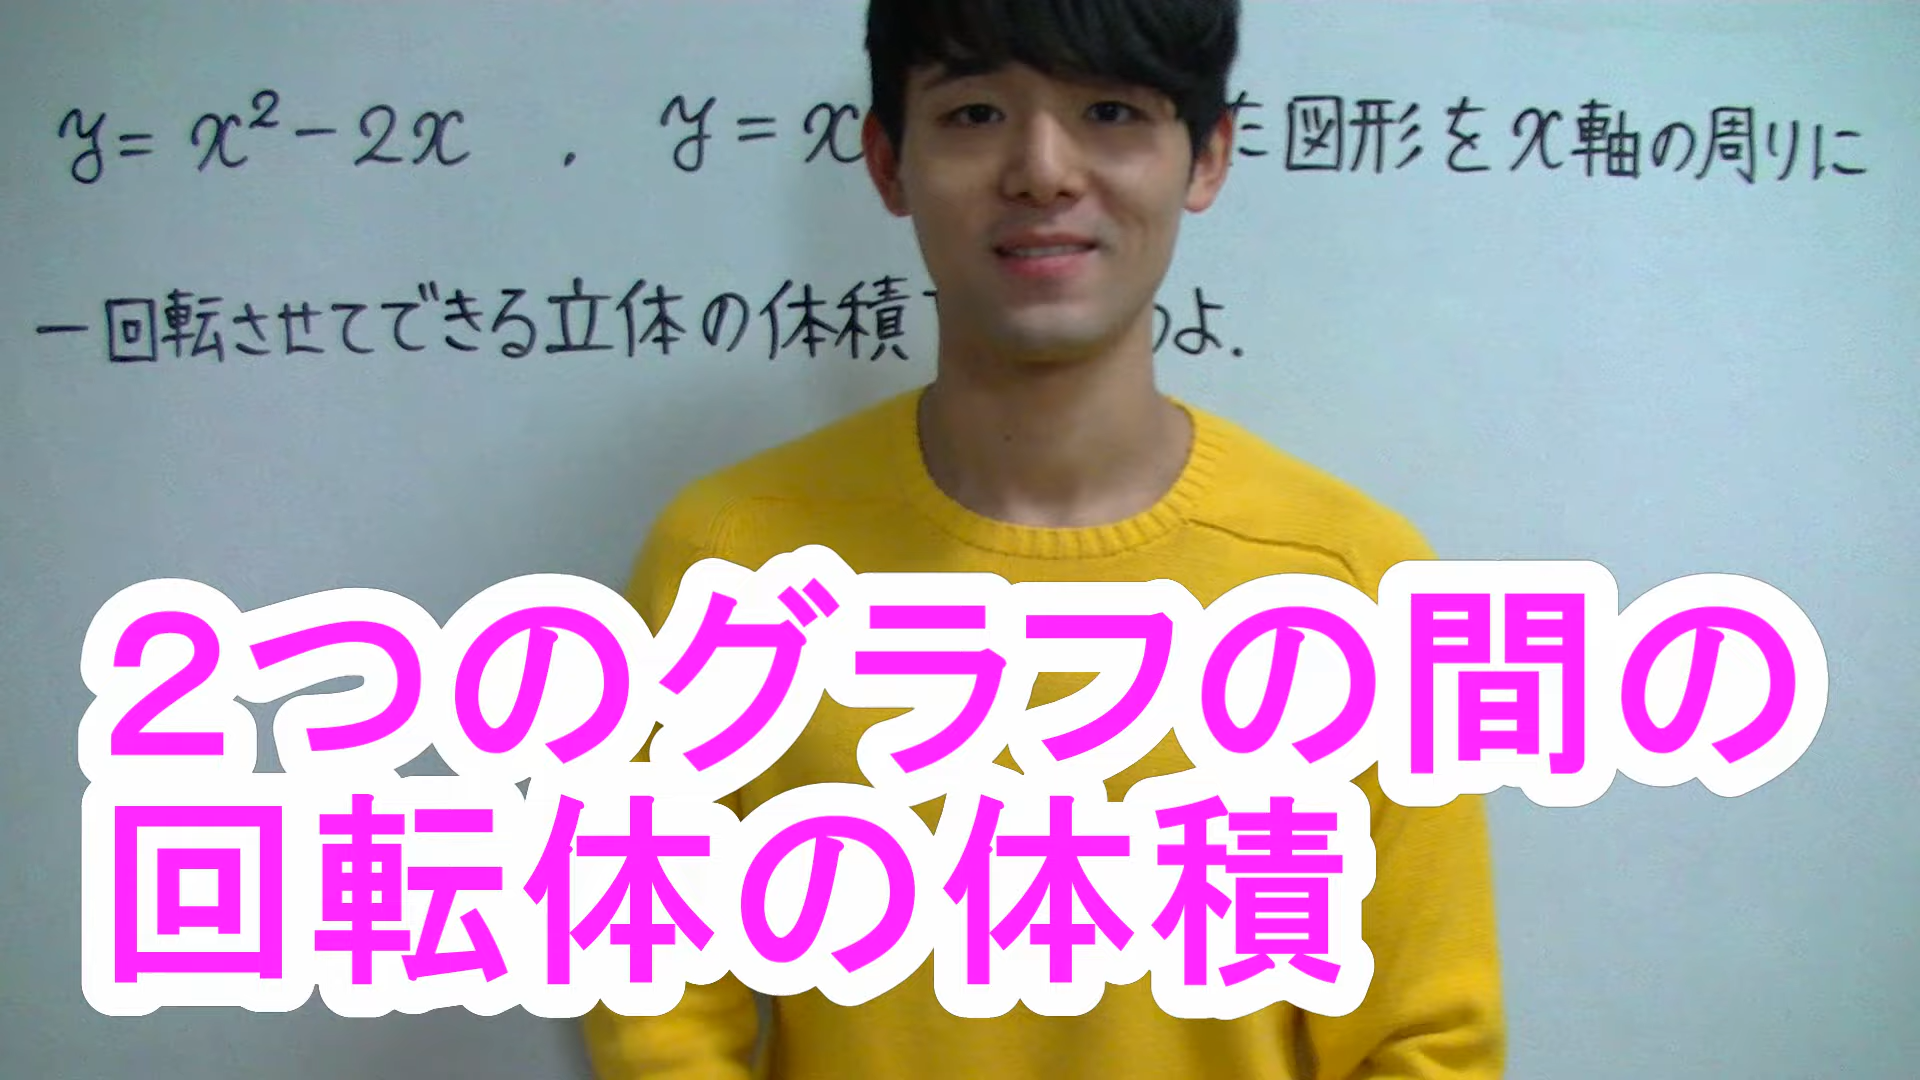 y = x² - 2x , y = x た図形をx軸の周りに
一回転させてできる立体の体積 よ.
2つのグラフの間の
回転体の体積